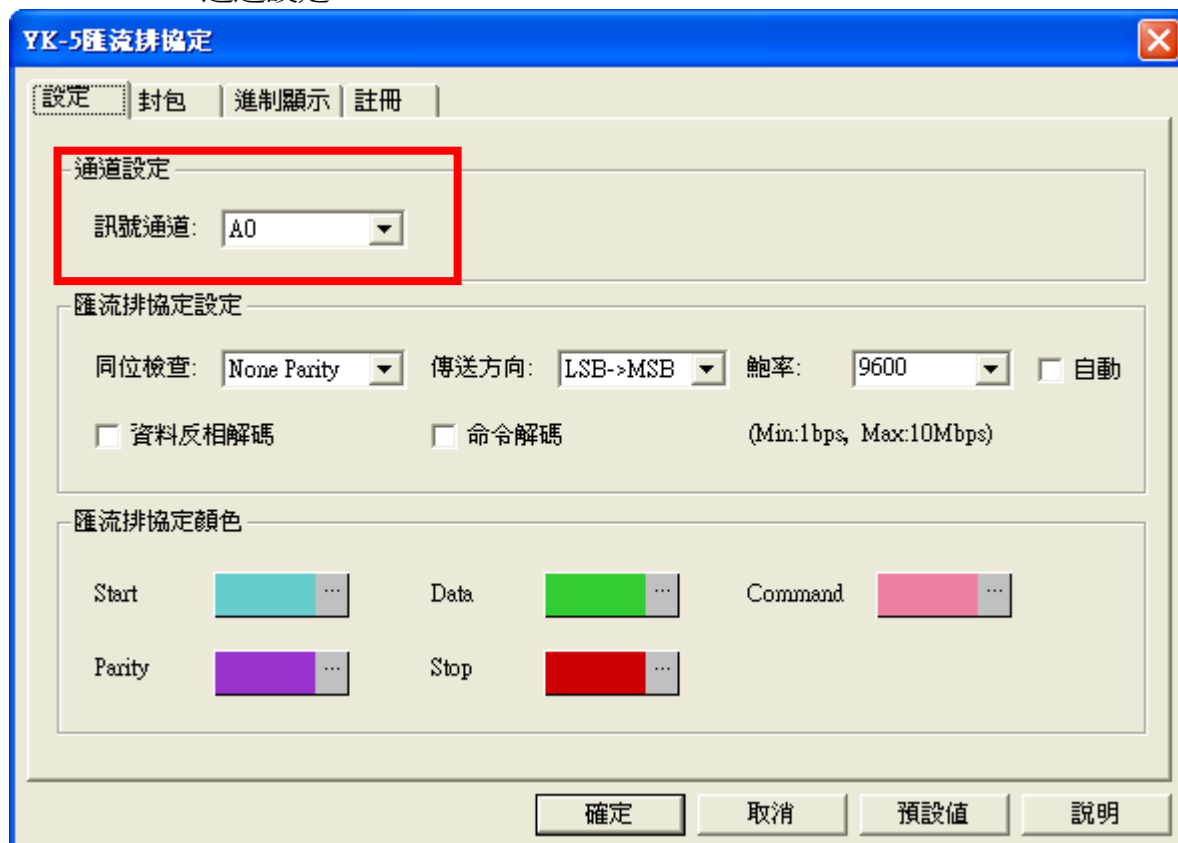 YK-5匯流排協定
設定 封包 進制顯示 註冊
通道設定
訊號通道: A0
匯流排協定設定
同位檢查: None Parity 傳送方向: LSB->MSB 鮑率: 9600 自動
資料反相解碼 命令解碼 (Min:1bps, Max:10Mbps)
匯流排協定顏色
Start ... Data ... Command ...
Parity ... Stop ...
確定 取消 預設值 說明